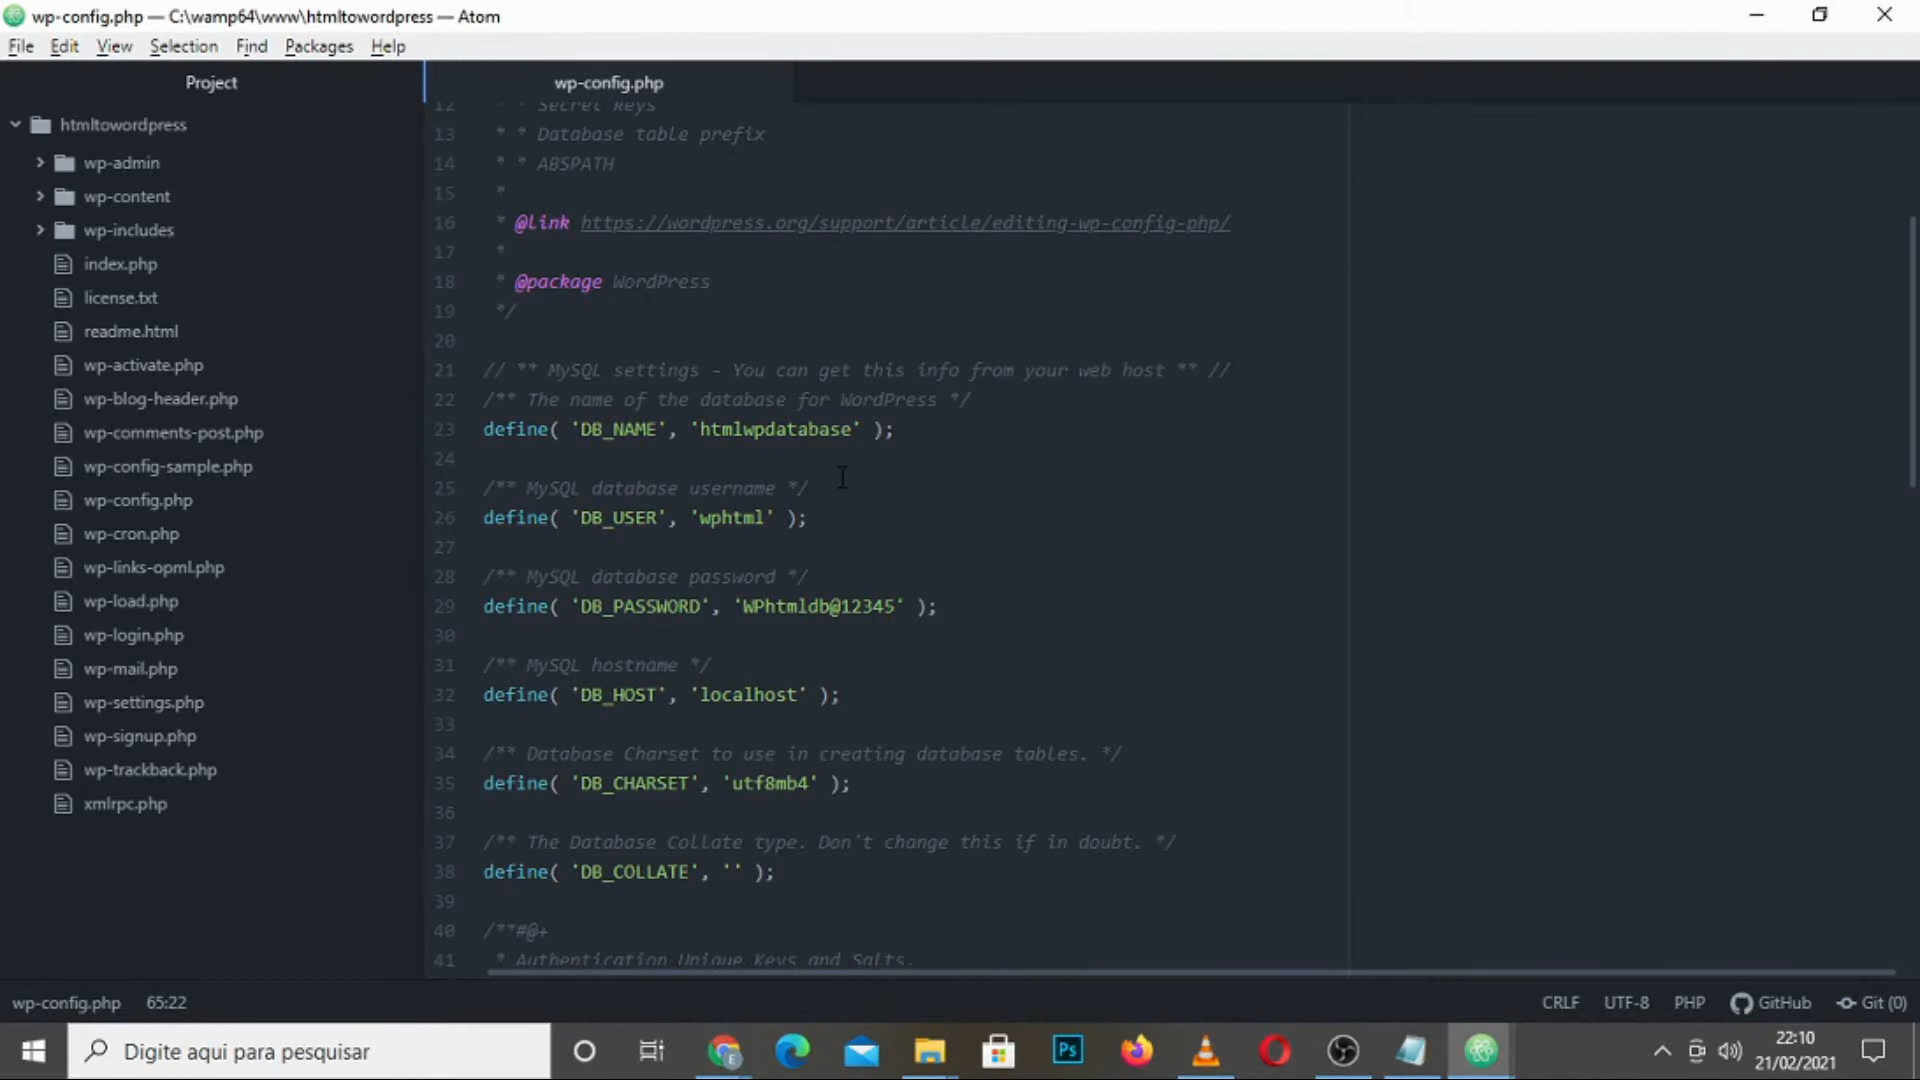 wp-config.php — C:\wamp64\www\htmltowordpress — Atom
File Edit View Selection Find Packages Help
Project
htmltowordpress
wp-admin
wp-content
wp-includes
index.php
license.txt
readme.html
wp-activate.php
wp-blog-header.php
wp-comments-post.php
wp-config-sample.php
wp-config.php
wp-cron.php
wp-links-opml.php
wp-load.php
wp-login.php
wp-mail.php
wp-settings.php
wp-signup.php
wp-trackback.php
xmlrpc.php
wp-config.php
12 * * Secret keys
13 * * Database table prefix
14 * * ABSPATH
15 *
16 * @link https://wordpress.org/support/article/editing-wp-config-php/
17 *
18 * @package WordPress
19 */
20
21 // ** MySQL settings - You can get this info from your web host ** //
22 /** The name of the database for WordPress */
23 define( 'DB_NAME', 'htmlwpdatabase' );
24
25 /** MySQL database username */
26 define( 'DB_USER', 'wphtml' );
27
28 /** MySQL database password */
29 define( 'DB_PASSWORD', 'WPhtmldb@12345' );
30
31 /** MySQL hostname */
32 define( 'DB_HOST', 'localhost' );
33
34 /** Database Charset to use in creating database tables. */
35 define( 'DB_CHARSET', 'utf8mb4' );
36
37 /** The Database Collate type. Don't change this if in doubt. */
38 define( 'DB_COLLATE', '' );
39
40 /**#@+
41 * Authentication Unique Keys and Salts.
wp-config.php 65:22
CRLF UTF-8 PHP GitHub Git (0)
Digite aqui para pesquisar
E
Ps
22:10
21/02/2021